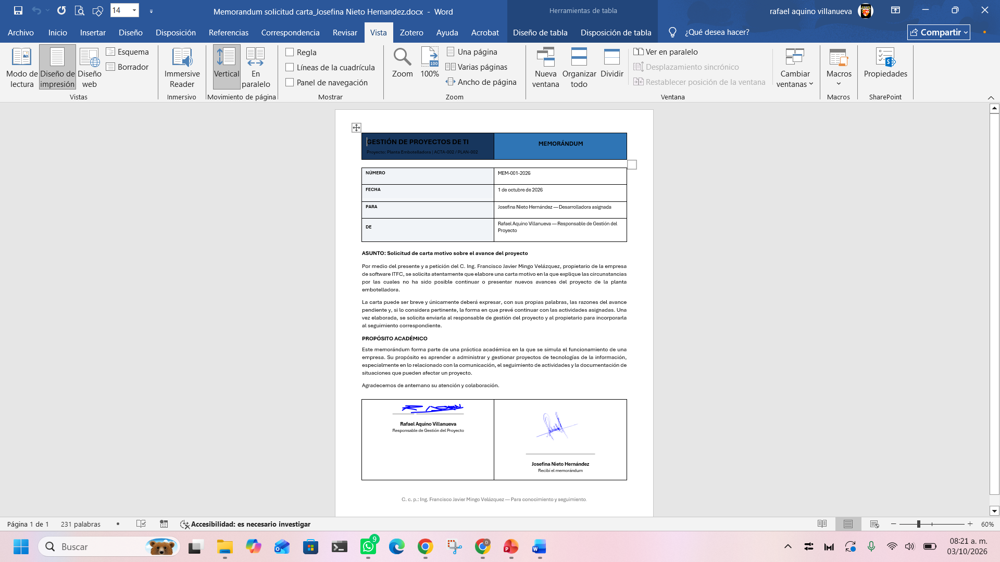 14
Memorandum solicitud carta_Josefina Nieto Hernandez.docx - Word
Herramientas de tabla
rafael aquino villanueva
Archivo Inicio Insertar Diseño Disposición Referencias Correspondencia Revisar Vista Zotero Ayuda Acrobat Diseño de tabla Disposición de tabla ¿Qué desea hacer? Compartir
Modo de lectura
Diseño de impresión
Diseño web
Esquema
Borrador
Vistas
Immersive Reader
Inmersivo
Vertical
En paralelo
Movimiento de página
Regla
Líneas de la cuadrícula
Panel de navegación
Mostrar
Zoom
100
100%
Una página
Varias páginas
Ancho de página
Zoom
Nueva ventana
Organizar todo
Dividir
Ver en paralelo
Desplazamiento sincrónico
Restablecer posición de la ventana
Cambiar ventanas
Ventana
Macros
Macros
Propiedades
SharePoint
GESTIÓN DE PROYECTOS DE TI
Proyecto: Planta Embotelladora | ACTA-002 / PLAN-002
MEMORÁNDUM
NÚMERO MEM-001-2026
FECHA 1 de octubre de 2026
PARA Josefina Nieto Hernández — Desarrolladora asignada
DE Rafael Aquino Villanueva — Responsable de Gestión del
Proyecto
ASUNTO: Solicitud de carta motivo sobre el avance del proyecto
Por medio del presente y a petición del C. Ing. Francisco Javier Mingo Velázquez, propietario de la empresa
de software ITFC, se solicita atentamente que elabore una carta motivo en la que explique las circunstancias
por las cuales no ha sido posible continuar o presentar nuevos avances del proyecto de la planta
embotelladora.
La carta puede ser breve y únicamente deberá expresar, con sus propias palabras, las razones del avance
pendiente y, si lo considera pertinente, la forma en que prevé continuar con las actividades asignadas. Una
vez elaborada, se solicita enviarla al responsable de gestión del proyecto y al propietario para incorporarla
al seguimiento correspondiente.
PROPÓSITO ACADÉMICO
Este memorándum forma parte de una práctica académica en la que se simula el funcionamiento de una
empresa. Su propósito es aprender a administrar y gestionar proyectos de tecnologías de la información,
especialmente en lo relacionado con la comunicación, el seguimiento de actividades y la documentación de
situaciones que pueden afectar un proyecto.
Agradecemos de antemano su atención y colaboración.
Rafael Aquino Villanueva
Responsable de Gestión del Proyecto
Josefina Nieto Hernández
Recibí el memorándum
C. c. p.: Ing. Francisco Javier Mingo Velázquez — Para conocimiento y seguimiento.
Página 1 de 1 231 palabras Accesibilidad: es necesario investigar 60%
Buscar
9
08:21 a. m.
03/10/2026